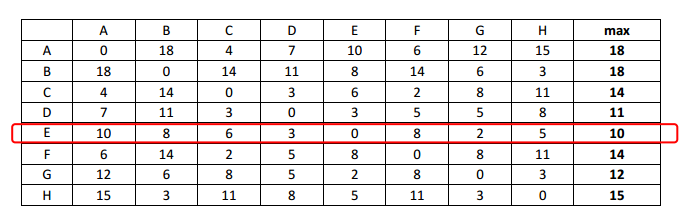 A B C D E F G H max
A 0 18 4 7 10 6 12 15 18
B 18 0 14 11 8 14 6 3 18
C 4 14 0 3 6 2 8 11 14
D 7 11 3 0 3 5 5 8 11
E 10 8 6 3 0 8 2 5 10
F 6 14 2 5 8 0 8 11 14
G 12 6 8 5 2 8 0 3 12
H 15 3 11 8 5 11 3 0 15